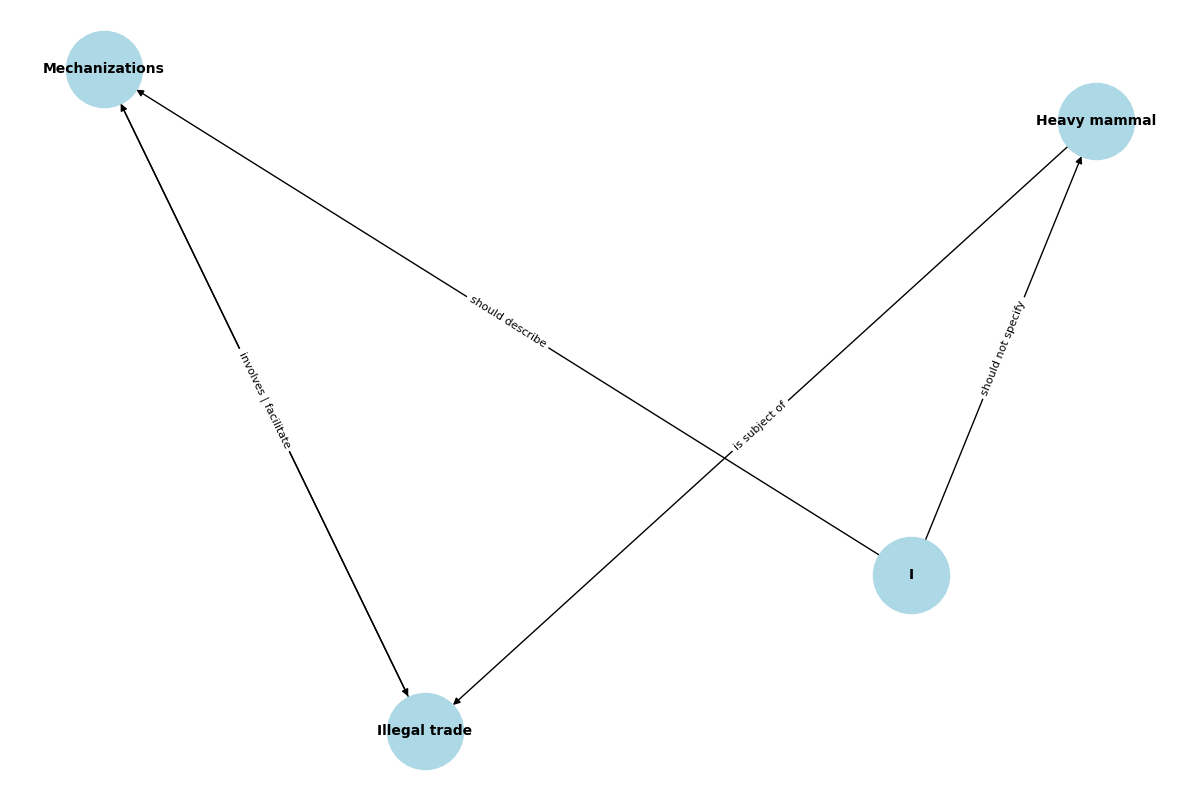 Mechanizations
Heavy mammal
should describe
should not specify
involves | facilitate
is subject of
I
Illegal trade